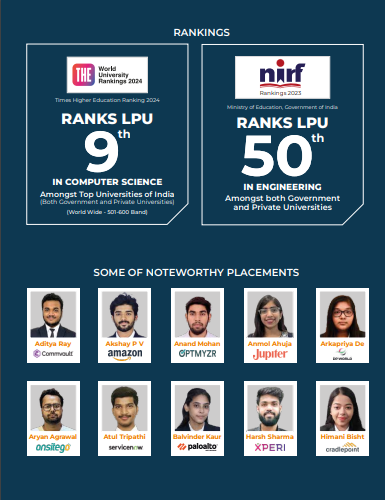 RANKINGS
THE
World
University
Rankings 2024
Times Higher Education Ranking 2024
RANKS LPU
9th
IN COMPUTER SCIENCE
Amongst Top Universities of India
(Both Government and Private Universities)
(World Wide - 501-600 Band)
nirf
Rankings 2023
Ministry of Education, Government of India
RANKS LPU
50th
IN ENGINEERING
Amongst both Government
and Private Universities
SOME OF NOTEWORTHY PLACEMENTS
Aditya Ray
Commvault
Akshay P V
amazon
Anand Mohan
OPTMYZR
Anmol Ahuja
Jupiter
Arkapriya De
DP WORLD
Aryan Agrawal
onsitego
Atul Tripathi
servicenow
Balvinder Kaur
paloalto
Harsh Sharma
XPERI
Himani Bisht
cradlepoint